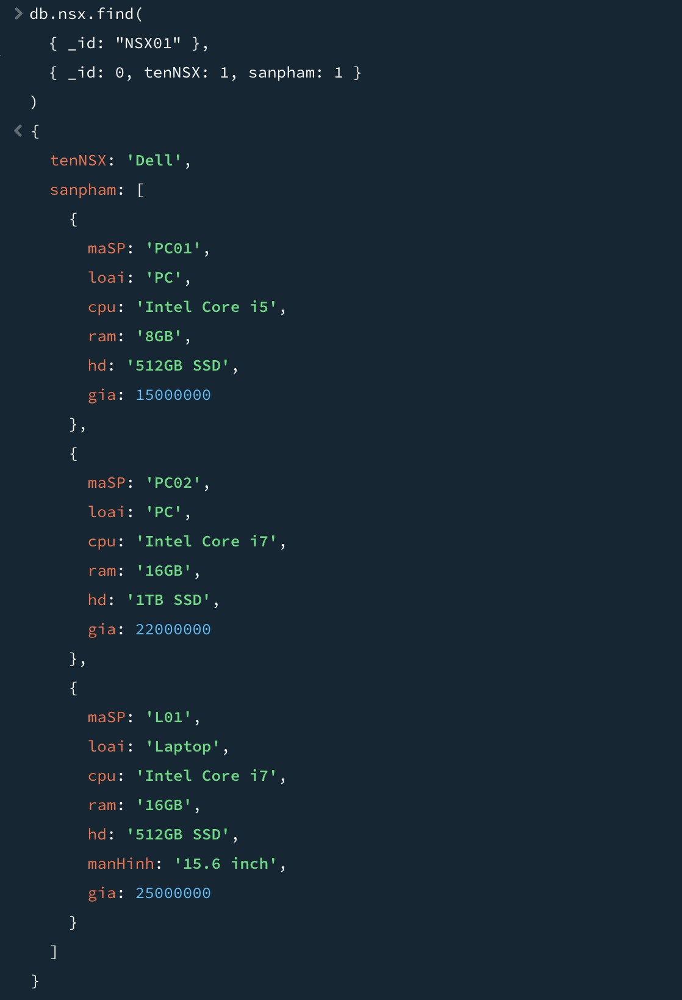 db.nsx.find(
{ _id: "NSX01" },
{ _id: 0, tenNSX: 1, sanpham: 1 }
)
{
tenNSX: 'Dell',
sanpham: [
{
maSP: 'PC01',
loai: 'PC',
cpu: 'Intel Core i5',
ram: '8GB',
hd: '512GB SSD',
gia: 15000000
},
{
maSP: 'PC02',
loai: 'PC',
cpu: 'Intel Core i7',
ram: '16GB',
hd: '1TB SSD',
gia: 22000000
},
{
maSP: 'L01',
loai: 'Laptop',
cpu: 'Intel Core i7',
ram: '16GB',
hd: '512GB SSD',
manHinh: '15.6 inch',
gia: 25000000
}
]
}